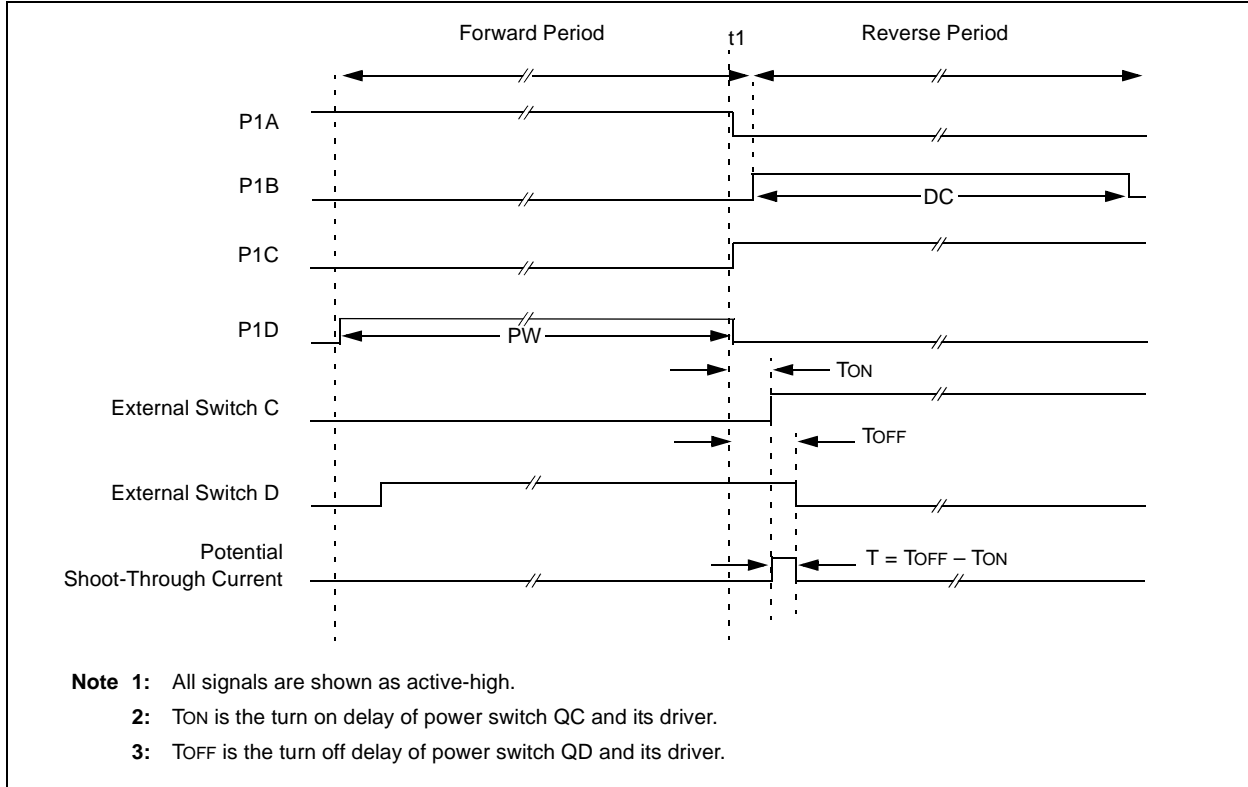 Forward Period
t1
Reverse Period
P1A
P1B
DC
P1C
P1D
PW
TON
External Switch C
TOFF
External Switch D
Potential
Shoot-Through Current
T = TOFF – TON
Note 1: All signals are shown as active-high.
2: TON is the turn on delay of power switch QC and its driver.
3: TOFF is the turn off delay of power switch QD and its driver.